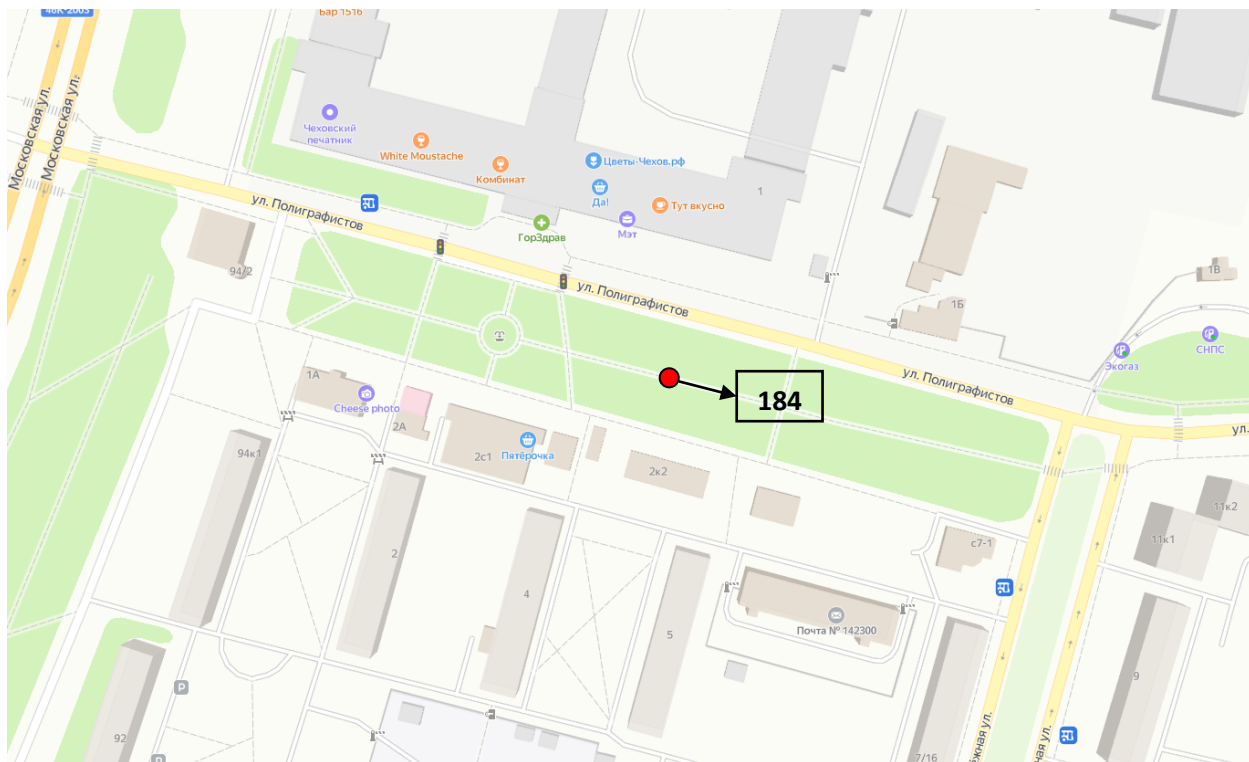 46К-2005
Бар 1516
Московская ул.
Московская ул.
Чеховский
печатник
White Moustache
Комбинат
Цветы-Чехов.рф
Да!
Тут вкусно
1
Мэт
ГорЗдрав
ул. Полиграфистов
94/2
ул. Полиграфистов
1Б
1В
СНПС
Экогаз
ул. Полиграфистов
ул.
184
1А
Cheese photo
2А
94к1
2с1
Пятёрочка
2к2
2
4
5
с7-1
11к2
11к1
Почта № 142300
P
92
P
9
7/16
жная ул.
ная ул.